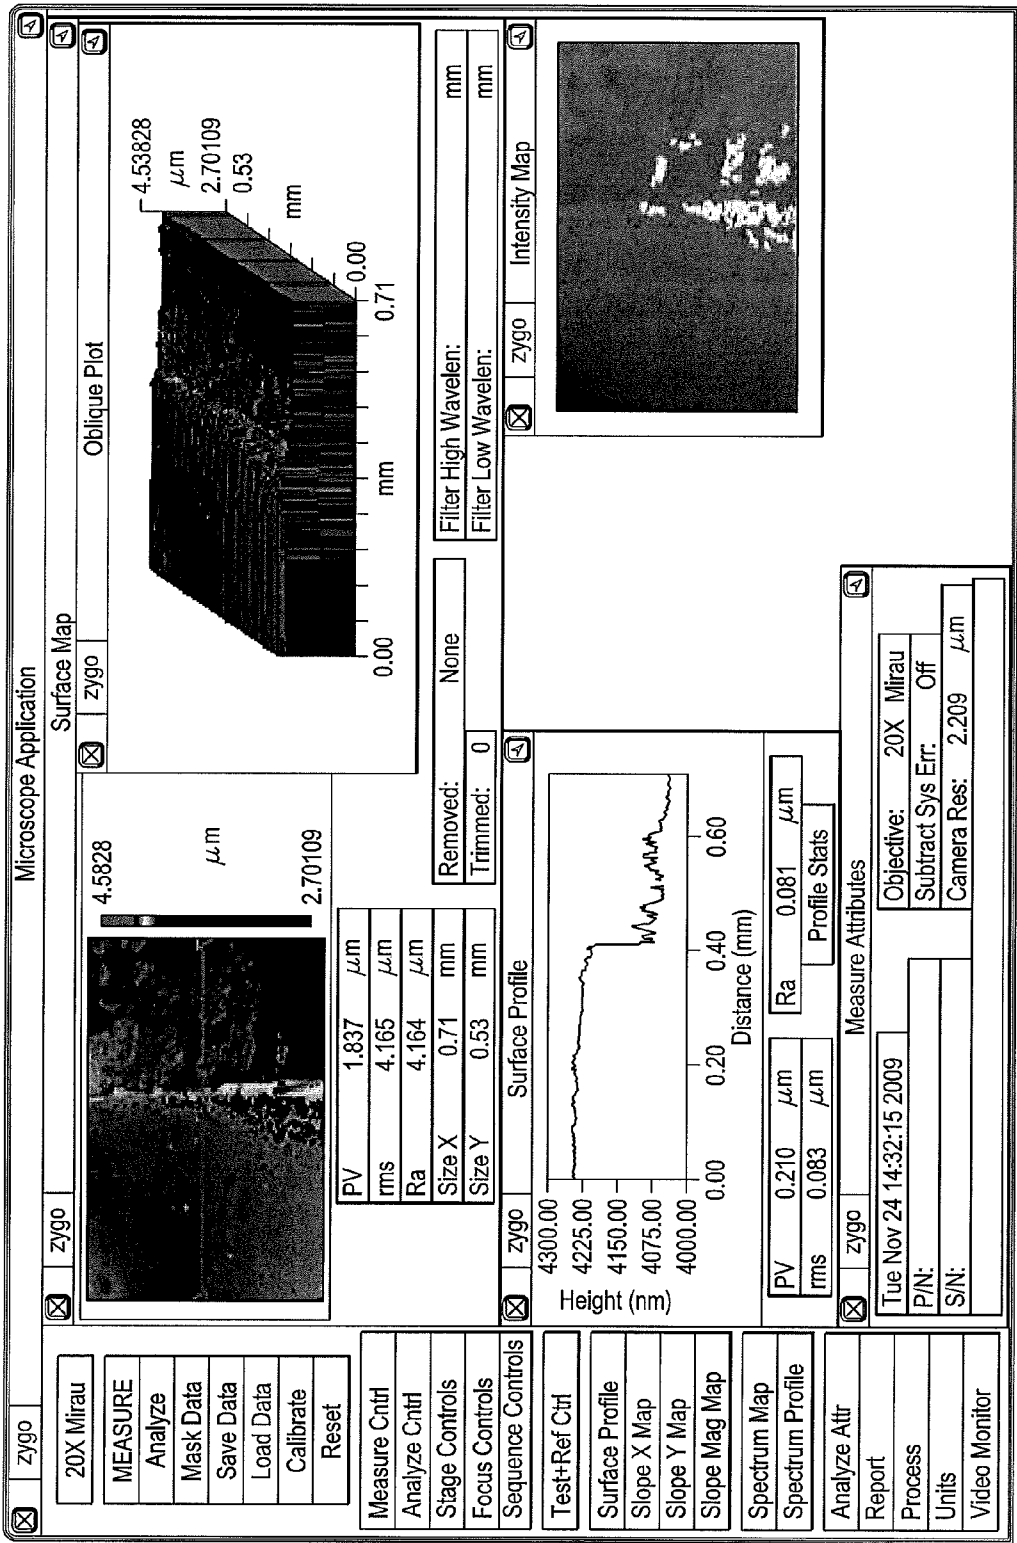 zygo
Microscope Application
20X Mirau
MEASURE
Analyze
Mask Data
Save Data
Load Data
Calibrate
Reset
Measure Cntrl
Analyze Cntrl
Stage Controls
Focus Controls
Sequence Controls
Test+Ref Ctrl
Surface Profile
Slope X Map
Slope Y Map
Slope Mag Map
Spectrum Map
Spectrum Profile
Analyze Attr
Report
Process
Units
Video Monitor
zygo
Surface Map
4.5828
μm
2.70109
PV 1.837 μm
rms 4.165 μm
Ra 4.164 μm
Size X 0.71 mm
Size Y 0.53 mm
zygo
Oblique Plot
4.53828
μm
2.70109
0.53
mm
0.00
0.71
mm
0.00
Removed: None
Trimmed: 0
Filter High Wavelen: mm
Filter Low Wavelen: mm
zygo
Surface Profile
4300.00
4225.00
4150.00
4075.00
4000.00
Height (nm)
0.00 0.20 0.40 0.60
Distance (mm)
PV 0.210 μm
rms 0.083 μm
Ra 0.081 μm
Profile Stats
zygo
Intensity Map
zygo
Measure Attributes
Tue Nov 24 14:32:15 2009
P/N:
S/N:
Objective: 20X Mirau
Subtract Sys Err: Off
Camera Res: 2.209 μm